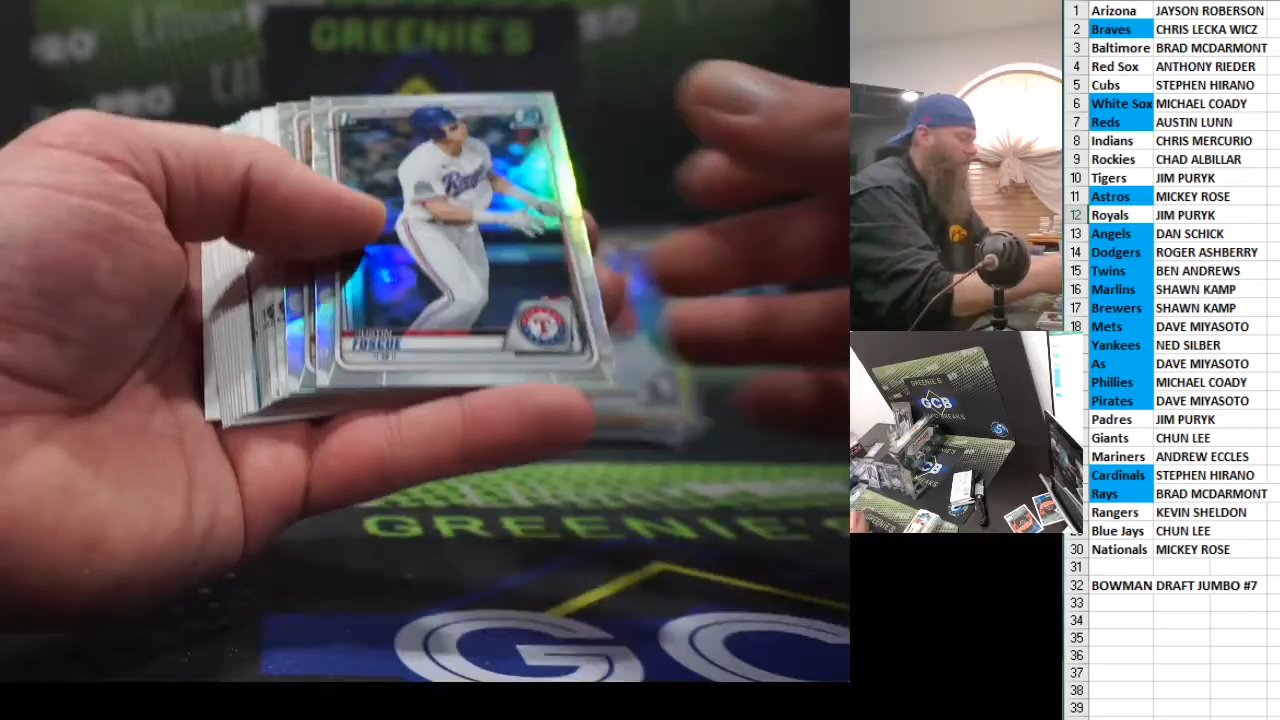 GREENIE'S
JUSTIN
FOSCUE
GREENIE'S
GC
GREENIE'S
GCB
1 Arizona JAYSON ROBERSON
2 Braves CHRIS LECKA WICZ
3 Baltimore BRAD MCDARMONT
4 Red Sox ANTHONY RIEDER
5 Cubs STEPHEN HIRANO
6 White Sox MICHAEL COADY
7 Reds AUSTIN LUNN
8 Indians CHRIS MERCURIO
9 Rockies CHAD ALBILLAR
10 Tigers JIM PURYK
11 Astros MICKEY ROSE
12 Royals JIM PURYK
13 Angels DAN SCHICK
14 Dodgers ROGER ASHBERRY
15 Twins BEN ANDREWS
16 Marlins SHAWN KAMP
17 Brewers SHAWN KAMP
18 Mets DAVE MIYASOTO
Yankees NED SILBER
As DAVE MIYASOTO
Phillies MICHAEL COADY
Pirates DAVE MIYASOTO
Padres JIM PURYK
Giants CHUN LEE
Mariners ANDREW ECCLES
Cardinals STEPHEN HIRANO
Rays BRAD MCDARMONT
Rangers KEVIN SHELDON
Blue Jays CHUN LEE
30 Nationals MICKEY ROSE
31
32 BOWMAN DRAFT JUMBO #7
33
34
35
36
37
38
39